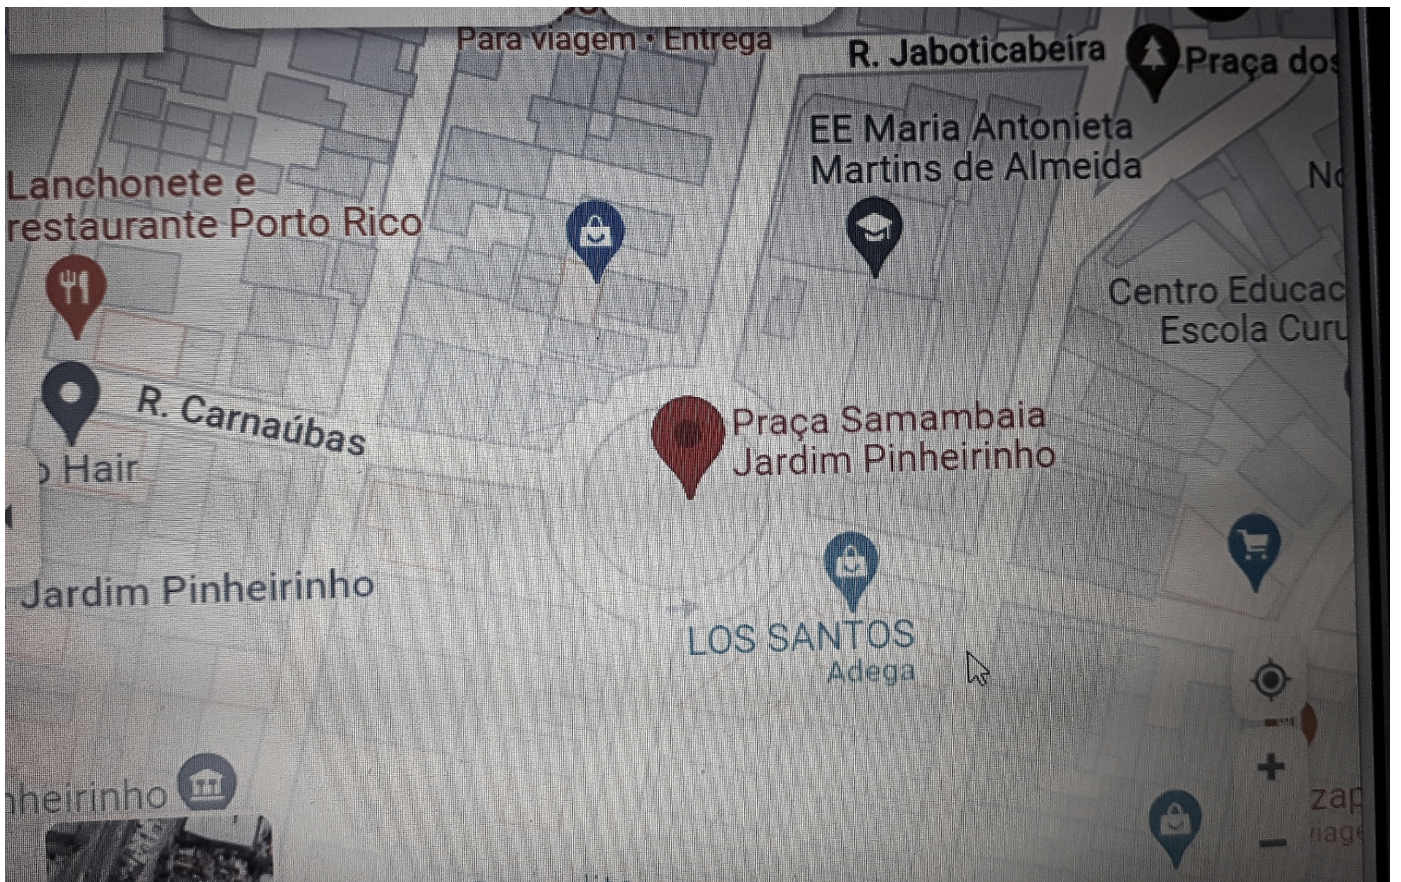 Para viagem · Entrega
R. Jaboticabeira
Praça dos
EE Maria Antonieta
Martins de Almeida
Lanchonete e
restaurante Porto Rico
Centro Educac
Escola Curu
R. Carnaúbas
Praça Samambaia
Jardim Pinheirinho
Hair
Jardim Pinheirinho
LOS SANTOS
Adega
nheirinho